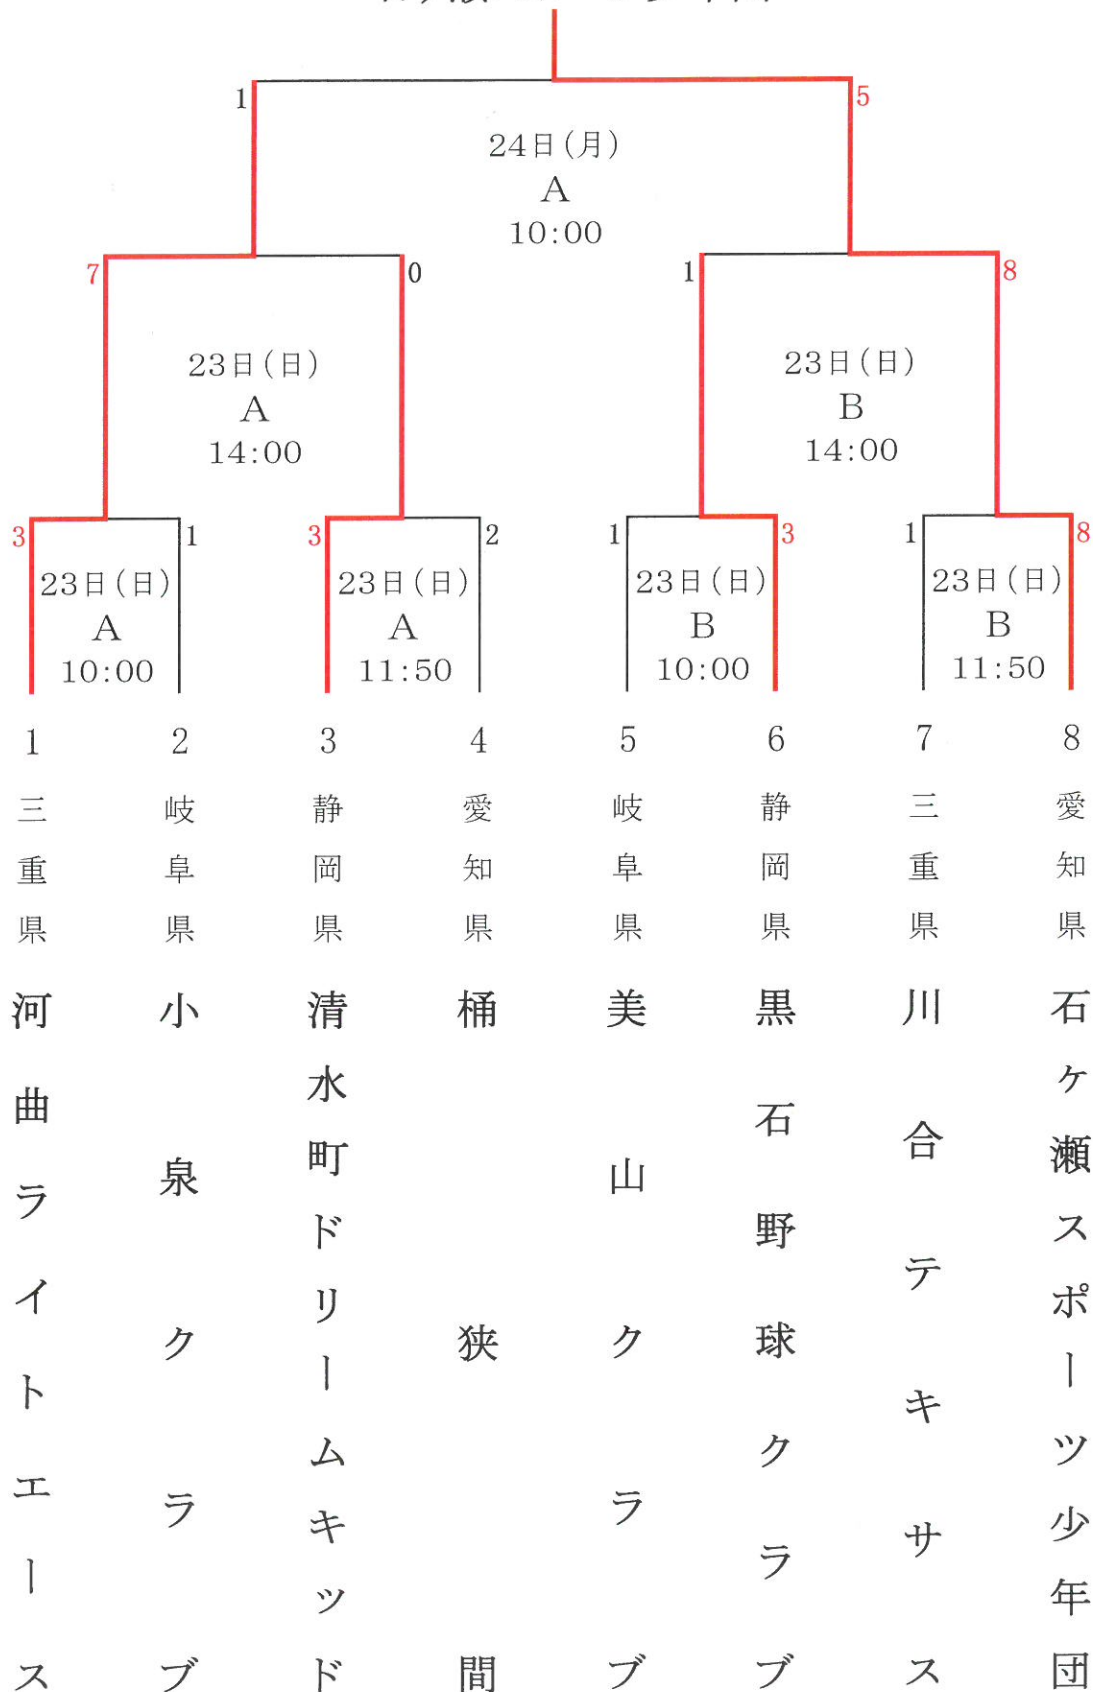 1 5
24日(月)
A
10:00
7 0 1 8
23日(日)
A
14:00
23日(日)
B
14:00
3 1 3 2 1 3 1 8
23日(日)
A
10:00
23日(日)
A
11:50
23日(日)
B
10:00
23日(日)
B
11:50
1
三重県
河曲ライトエース
2
岐阜県
小泉クラブ
3
静岡県
清水町ドリームキッド
4
愛知県
桶狭間
5
岐阜県
美山クラブ
6
静岡県
黒石野球クラブ
7
三重県
川合テキサス
8
愛知県
石ヶ瀬スポーツ少年団